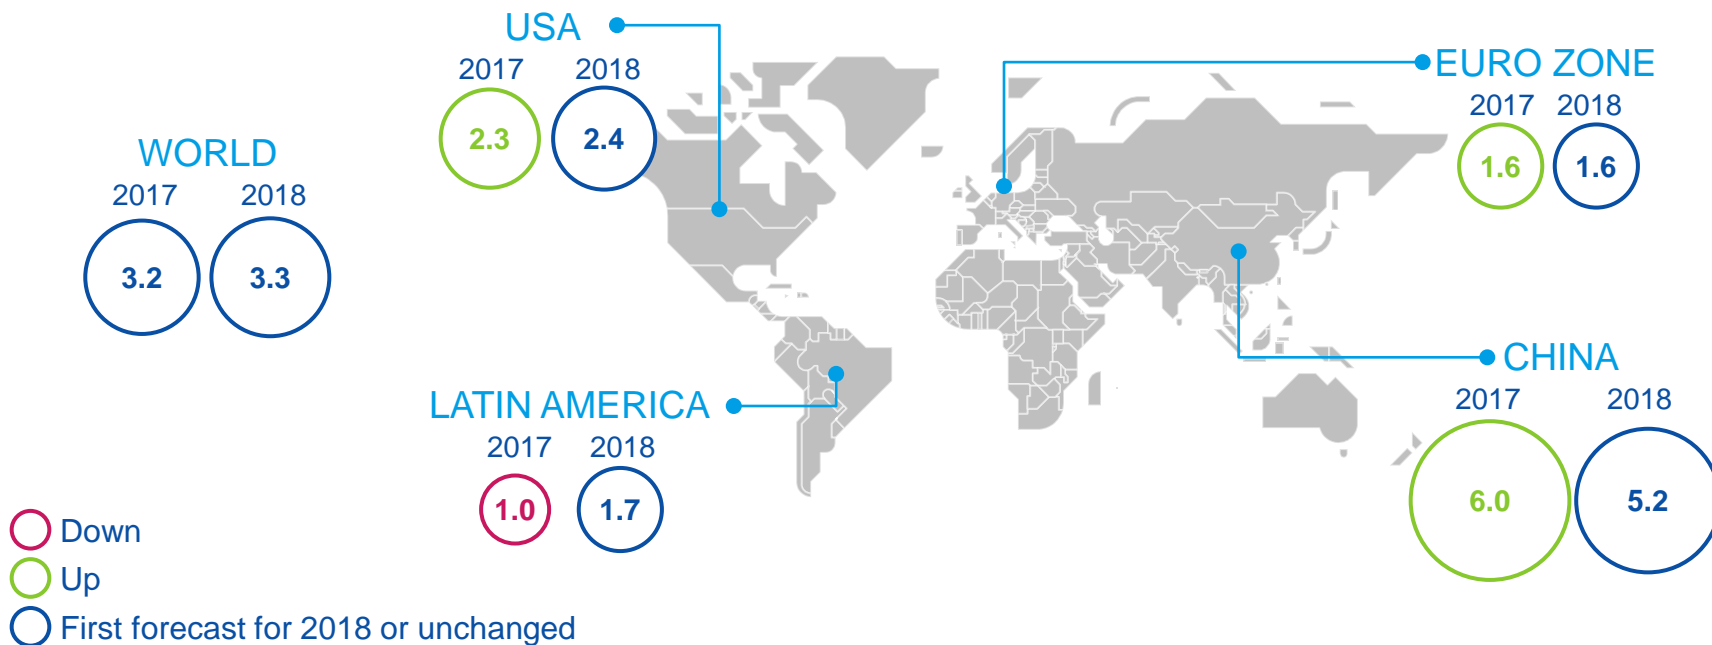 USA
2017 2018
2.3 2.4
EURO ZONE
2017 2018
1.6 1.6
WORLD
2017 2018
3.2 3.3
CHINA
2017 2018
6.0 5.2
LATIN AMERICA
2017 2018
1.0 1.7
Down
Up
First forecast for 2018 or unchanged